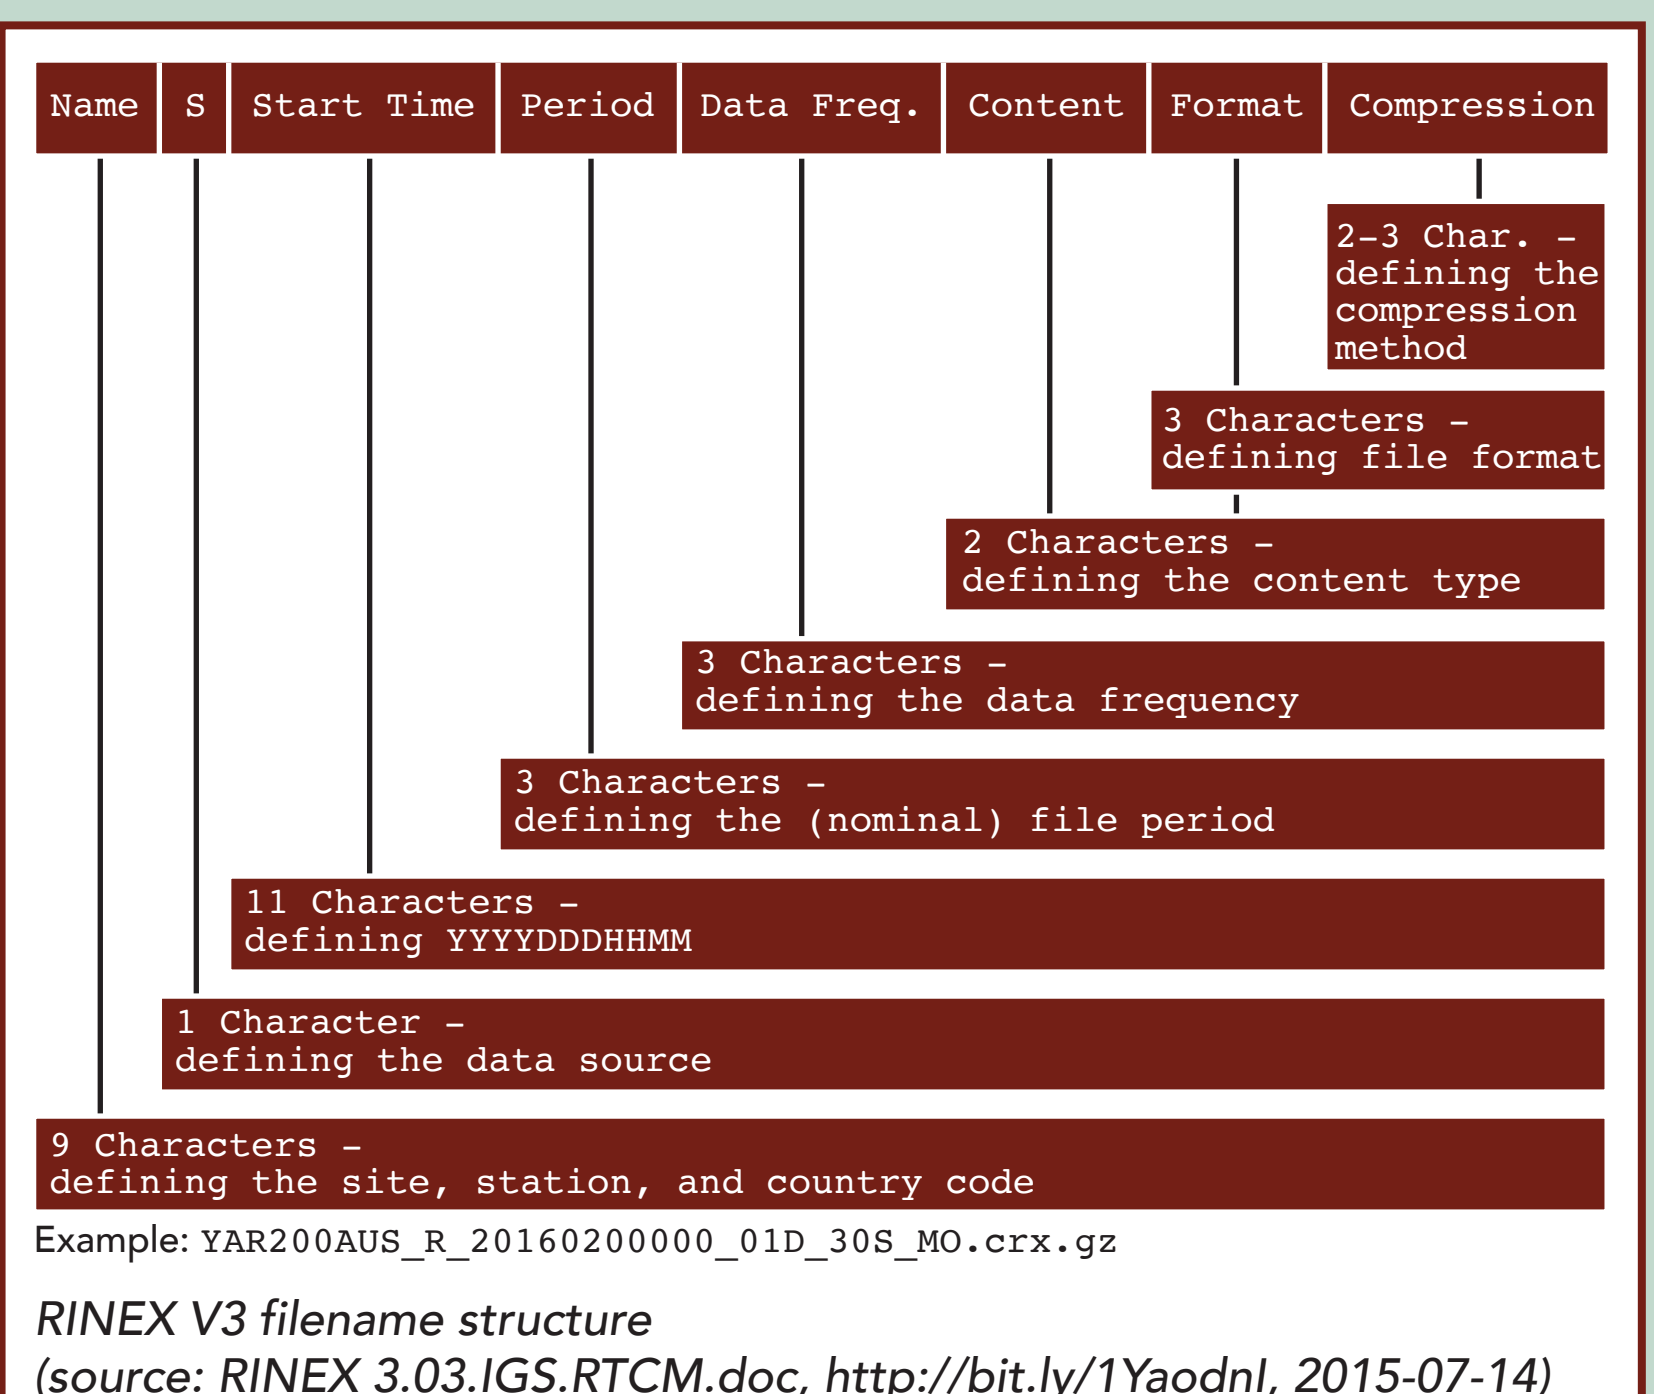 Name S Start Time Period Data Freq. Content Format Compression
2-3 Char. -
defining the
compression
method
3 Characters -
defining file format
2 Characters -
defining the content type
3 Characters -
defining the data frequency
3 Characters -
defining the (nominal) file period
11 Characters -
defining YYYYDDDHHMM
1 Character -
defining the data source
9 Characters -
defining the site, station, and country code
Example: YAR200AUS_R_20160200000_01D_30S_MO.crx.gz
RINEX V3 filename structure
(source: RINEX 3.03.IGS.RTCM.doc, http://bit.ly/1YaodnI, 2015-07-14)